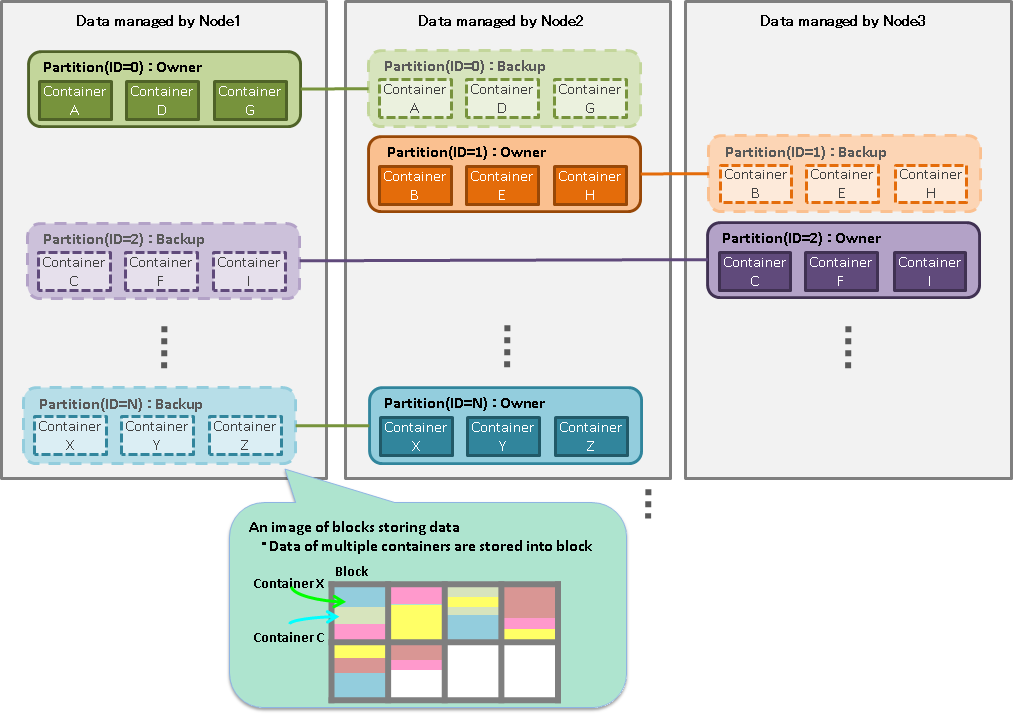 Data managed by Node1
Data managed by Node2
Data managed by Node3
Partition(ID=0) : Owner
Container A
Container D
Container G
Partition(ID=0) : Backup
Container A
Container D
Container G
Partition(ID=1) : Owner
Container B
Container E
Container H
Partition(ID=1) : Backup
Container B
Container E
Container H
Partition(ID=2) : Backup
Container C
Container F
Container I
Partition(ID=2) : Owner
Container C
Container F
Container I
Partition(ID=N) : Backup
Container X
Container Y
Container Z
Partition(ID=N) : Owner
Container X
Container Y
Container Z
An image of blocks storing data
・Data of multiple containers are stored into block
Block
Container X
Container C